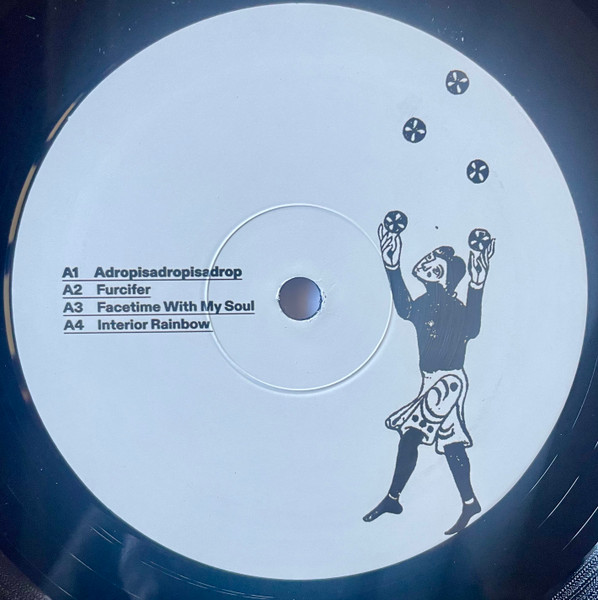 A1 Adropisadropisadrop
A2 Furcifer
A3 Facetime With My Soul
A4 Interior Rainbow